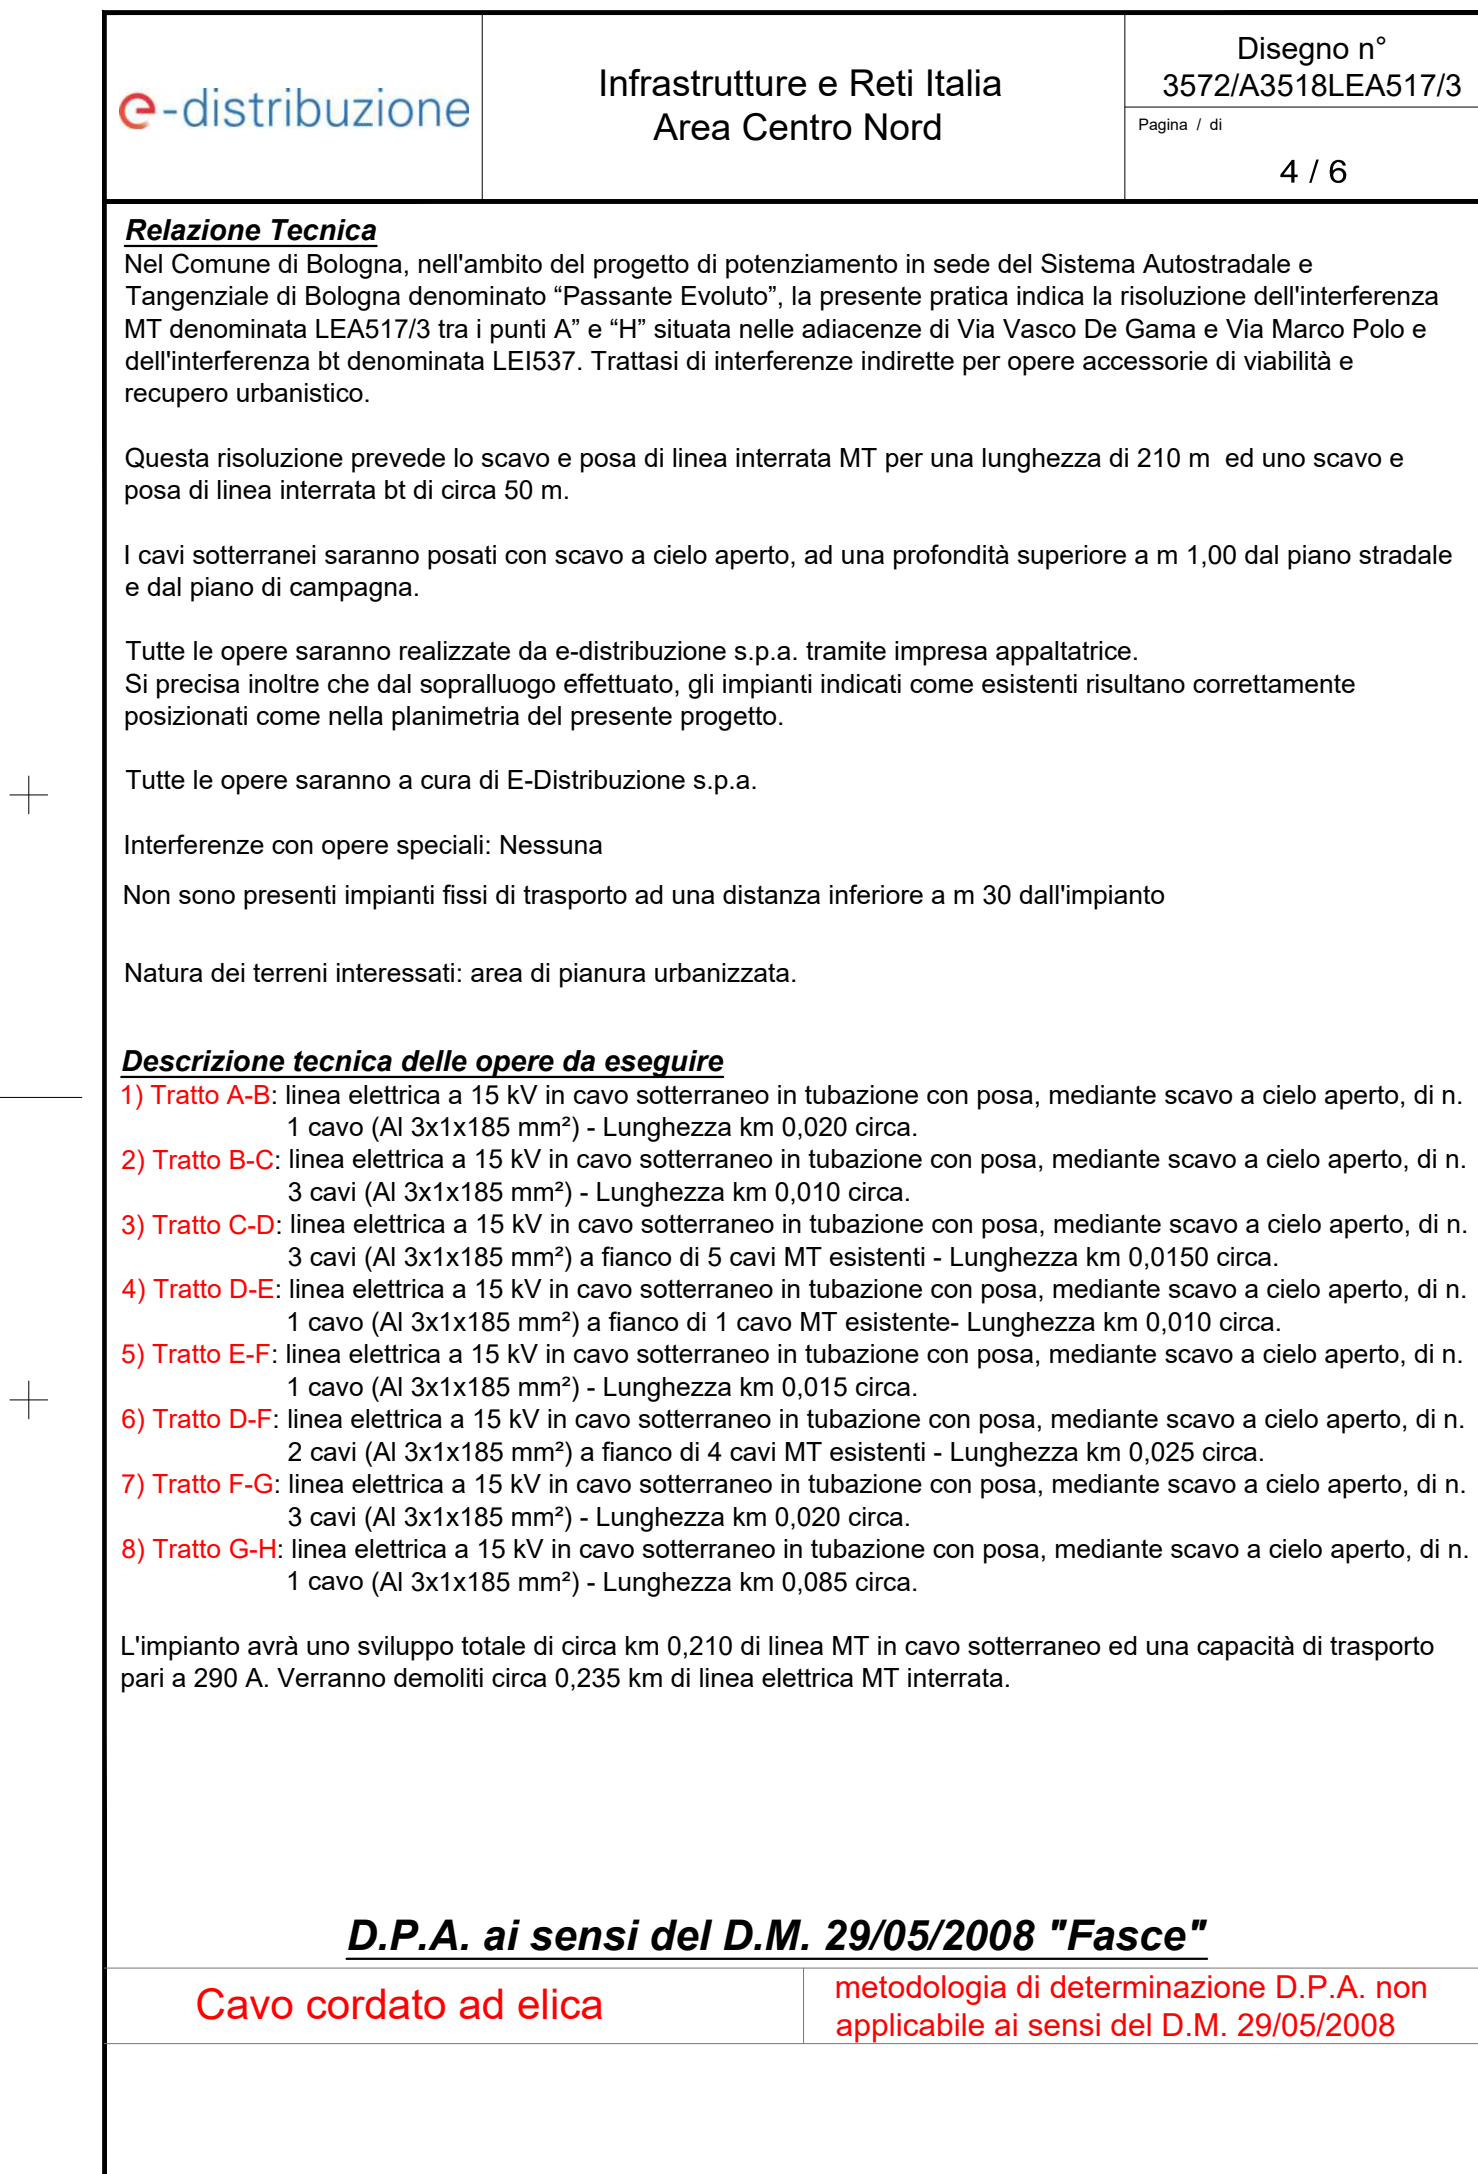 e-distribuzione
Infrastrutture e Reti Italia
Area Centro Nord
Disegno n°
3572/A3518LEA517/3
Pagina / di
4 / 6
Relazione Tecnica
Nel Comune di Bologna, nell'ambito del progetto di potenziamento in sede del Sistema Autostradale e
Tangenziale di Bologna denominato “Passante Evoluto”, la presente pratica indica la risoluzione dell'interferenza
MT denominata LEA517/3 tra i punti A” e “H” situata nelle adiacenze di Via Vasco De Gama e Via Marco Polo e
dell'interferenza bt denominata LEI537. Trattasi di interferenze indirette per opere accessorie di viabilità e
recupero urbanistico.
Questa risoluzione prevede lo scavo e posa di linea interrata MT per una lunghezza di 210 m  ed uno scavo e
posa di linea interrata bt di circa 50 m.
I cavi sotterranei saranno posati con scavo a cielo aperto, ad una profondità superiore a m 1,00 dal piano stradale
e dal piano di campagna.
Tutte le opere saranno realizzate da e-distribuzione s.p.a. tramite impresa appaltatrice.
Si precisa inoltre che dal sopralluogo effettuato, gli impianti indicati come esistenti risultano correttamente
posizionati come nella planimetria del presente progetto.
Tutte le opere saranno a cura di E-Distribuzione s.p.a.
Interferenze con opere speciali: Nessuna
Non sono presenti impianti fissi di trasporto ad una distanza inferiore a m 30 dall'impianto
Natura dei terreni interessati: area di pianura urbanizzata.
Descrizione tecnica delle opere da eseguire
1) Tratto A-B: linea elettrica a 15 kV in cavo sotterraneo in tubazione con posa, mediante scavo a cielo aperto, di n.
1 cavo (Al 3x1x185 mm²) - Lunghezza km 0,020 circa.
2) Tratto B-C: linea elettrica a 15 kV in cavo sotterraneo in tubazione con posa, mediante scavo a cielo aperto, di n.
3 cavi (Al 3x1x185 mm²) - Lunghezza km 0,010 circa.
3) Tratto C-D: linea elettrica a 15 kV in cavo sotterraneo in tubazione con posa, mediante scavo a cielo aperto, di n.
3 cavi (Al 3x1x185 mm²) a fianco di 5 cavi MT esistenti - Lunghezza km 0,0150 circa.
4) Tratto D-E: linea elettrica a 15 kV in cavo sotterraneo in tubazione con posa, mediante scavo a cielo aperto, di n.
1 cavo (Al 3x1x185 mm²) a fianco di 1 cavo MT esistente- Lunghezza km 0,010 circa.
5) Tratto E-F: linea elettrica a 15 kV in cavo sotterraneo in tubazione con posa, mediante scavo a cielo aperto, di n.
1 cavo (Al 3x1x185 mm²) - Lunghezza km 0,015 circa.
6) Tratto D-F: linea elettrica a 15 kV in cavo sotterraneo in tubazione con posa, mediante scavo a cielo aperto, di n.
2 cavi (Al 3x1x185 mm²) a fianco di 4 cavi MT esistenti - Lunghezza km 0,025 circa.
7) Tratto F-G: linea elettrica a 15 kV in cavo sotterraneo in tubazione con posa, mediante scavo a cielo aperto, di n.
3 cavi (Al 3x1x185 mm²) - Lunghezza km 0,020 circa.
8) Tratto G-H: linea elettrica a 15 kV in cavo sotterraneo in tubazione con posa, mediante scavo a cielo aperto, di n.
1 cavo (Al 3x1x185 mm²) - Lunghezza km 0,085 circa.
L'impianto avrà uno sviluppo totale di circa km 0,210 di linea MT in cavo sotterraneo ed una capacità di trasporto
pari a 290 A. Verranno demoliti circa 0,235 km di linea elettrica MT interrata.
D.P.A. ai sensi del D.M. 29/05/2008 "Fasce"
Cavo cordato ad elica
metodologia di determinazione D.P.A. non
applicabile ai sensi del D.M. 29/05/2008